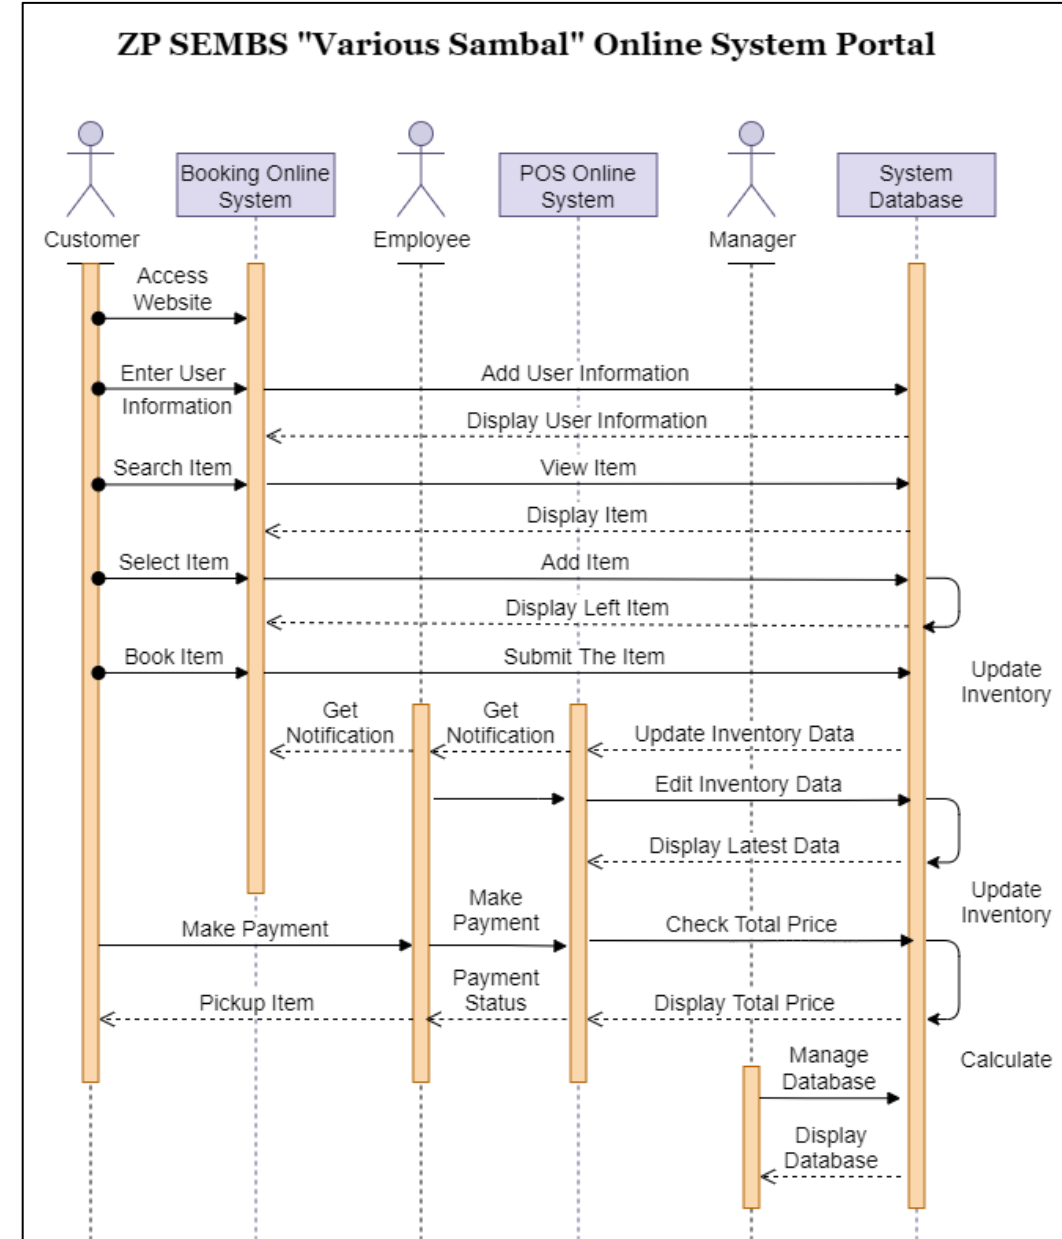 ZP SEMBS "Various Sambal" Online System Portal
Booking Online
System
POS Online
System
System
Database
Customer
Employee
Manager
Access
Website
Enter User
Information
Add User Information
Display User Information
Search Item
View Item
Display Item
Select Item
Add Item
Display Left Item
Book Item
Submit The Item
Update
Inventory
Get
Notification
Get
Notification
Update Inventory Data
Edit Inventory Data
Display Latest Data
Update
Inventory
Make Payment
Make
Payment
Check Total Price
Pickup Item
Payment
Status
Display Total Price
Calculate
Manage
Database
Display
Database